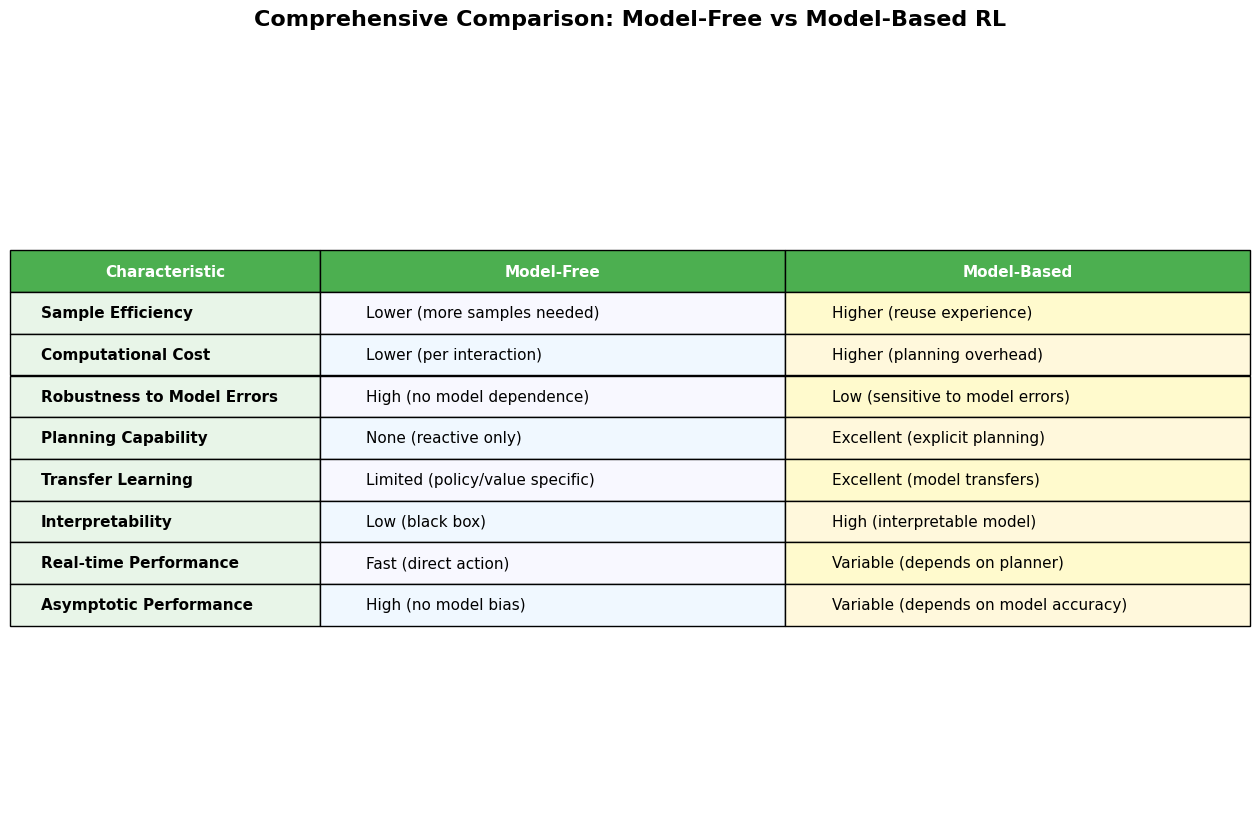 Comprehensive Comparison: Model-Free vs Model-Based RL
Characteristic Model-Free Model-Based
Sample Efficiency Lower (more samples needed) Higher (reuse experience)
Computational Cost Lower (per interaction) Higher (planning overhead)
Robustness to Model Errors High (no model dependence) Low (sensitive to model errors)
Planning Capability None (reactive only) Excellent (explicit planning)
Transfer Learning Limited (policy/value specific) Excellent (model transfers)
Interpretability Low (black box) High (interpretable model)
Real-time Performance Fast (direct action) Variable (depends on planner)
Asymptotic Performance High (no model bias) Variable (depends on model accuracy)